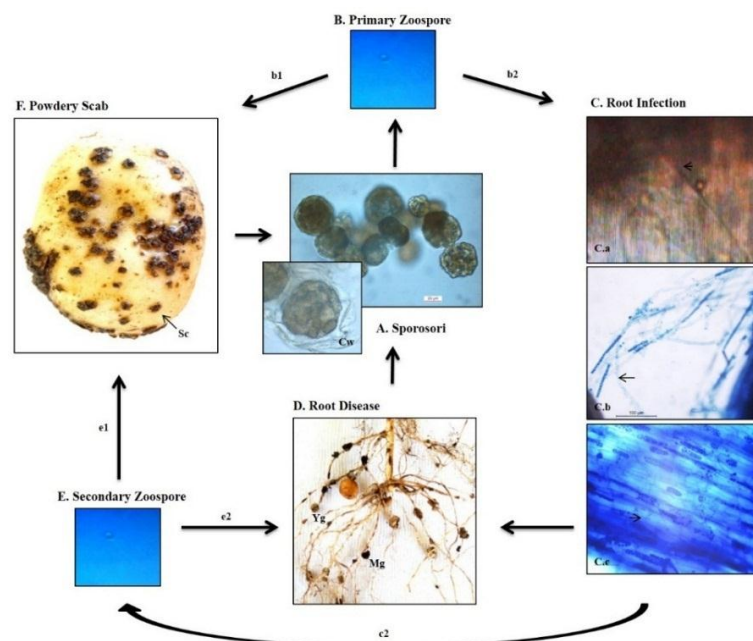 B. Primary Zoospore
b1
b2
F. Powdery Scab
C. Root Infection
C.a
Sc
Cw
A. Sporosori
C.b
D. Root Disease
e1
E. Secondary Zoospore
e2
Yg
Mg
C.c
c2